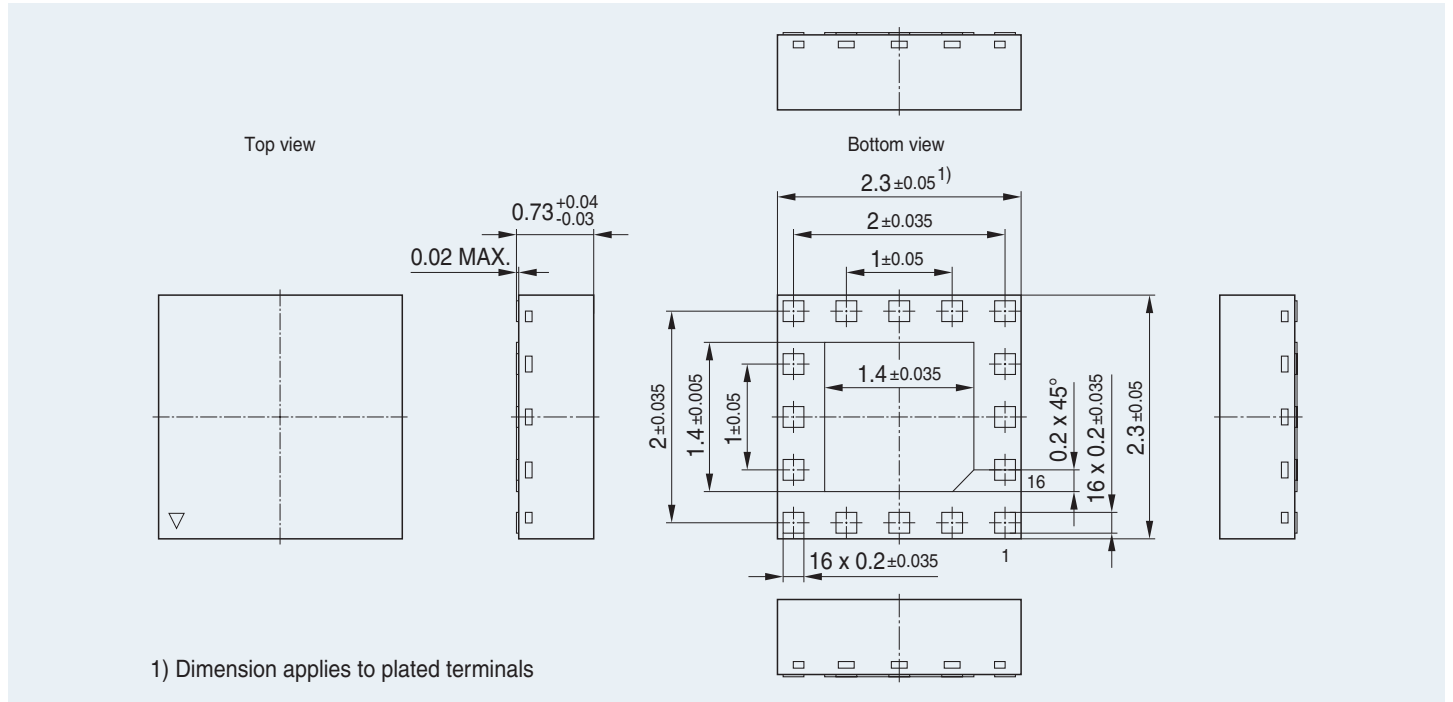 Top view
Bottom view
2.3 ±0.05 1)
0.73 +0.04 -0.03
2 ±0.035
0.02 MAX.
1±0.05
2±0.035
1.4 ±0.005
1±0.05
1.4 ±0.035
0.2 x 45°
16 x 0.2 ±0.035
2.3 ±0.05
16
16 x 0.2 ±0.035
1
1) Dimension applies to plated terminals